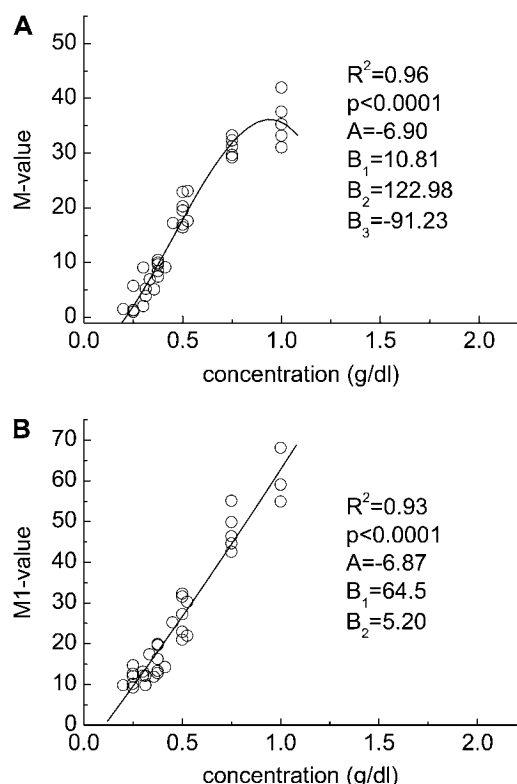 A
50
40
30
20
10
0
M-value
R²=0.96
p<0.0001
A=-6.90
B₁=10.81
B₂=122.98
B₃=-91.23
0.0 0.5 1.0 1.5 2.0
concentration (g/dl)
B
70
60
50
40
30
20
10
0
M1-value
R²=0.93
p<0.0001
A=-6.87
B₁=64.5
B₂=5.20
0.0 0.5 1.0 1.5 2.0
concentration (g/dl)